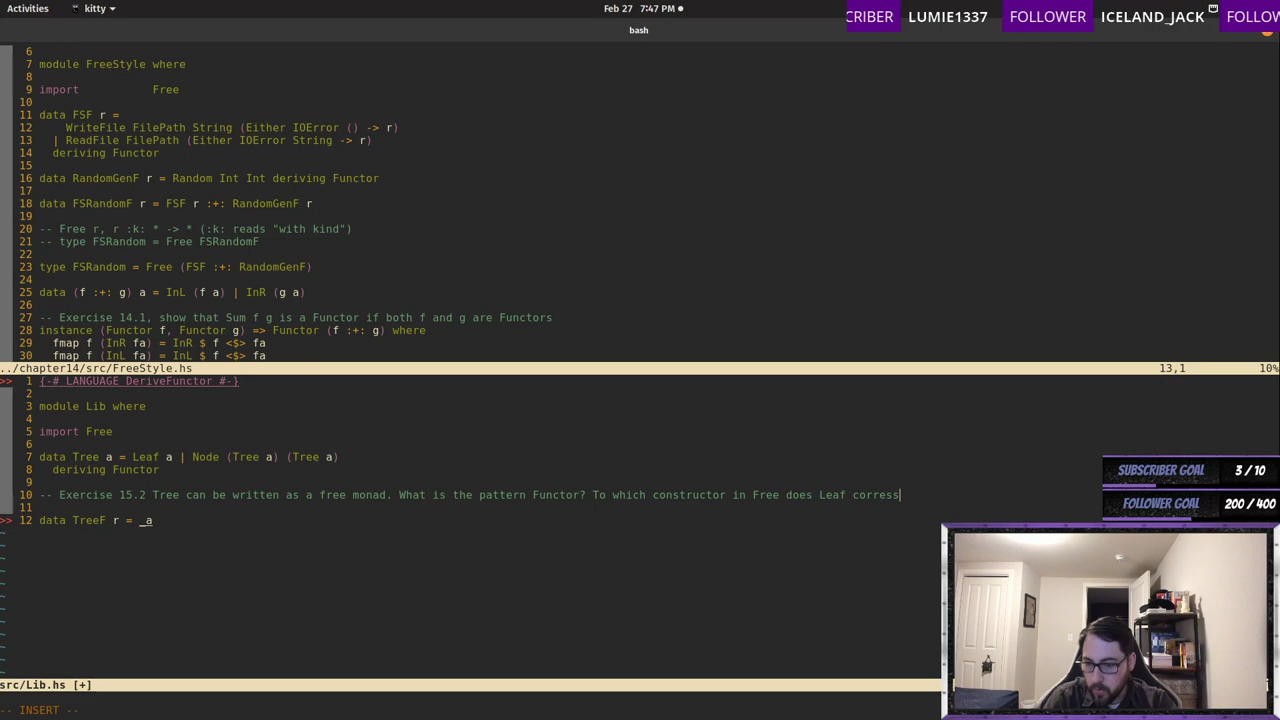 Activities
kitty
Feb 27 7:47 PM
CRIBER LUMIE1337 FOLLOWER ICELAND_JACK FOLLOW
bash
6
7 module FreeStyle where
8
9 import Free
10
11 data FSF r =
12 WriteFile FilePath String (Either IOError () -> r)
13 | ReadFile FilePath (Either IOError String -> r)
14 deriving Functor
15
16 data RandomGenF r = Random Int Int deriving Functor
17
18 data FSRandomF r = FSF r :+: RandomGenF r
19
20 -- Free r, r :k: * -> * (:k: reads "with kind")
21 -- type FSRandom = Free FSRandomF
22
23 type FSRandom = Free (FSF :+: RandomGenF)
24
25 data (f :+: g) a = InL (f a) | InR (g a)
26
27 -- Exercise 14.1, show that Sum f g is a Functor if both f and g are Functors
28 instance (Functor f, Functor g) => Functor (f :+: g) where
29 fmap f (InR fa) = InR $ f <$> fa
30 fmap f (InL fa) = InL $ f <$> fa
../chapter14/src/FreeStyle.hs 13,1 10%
>> 1 {-# LANGUAGE DeriveFunctor #-}
2
3 module Lib where
4
5 import Free
6
7 data Tree a = Leaf a | Node (Tree a) (Tree a)
8 deriving Functor
9
10 -- Exercise 15.2 Tree can be written as a free monad. What is the pattern Functor? To which constructor in Free does Leaf corress
11
>> 12 data TreeF r = _a
~
~
~
~
~
~
~
~
~
~
~
src/Lib.hs [+]
-- INSERT --
SUBSCRIBER GOAL 3 / 10
FOLLOWER GOAL 200 / 400